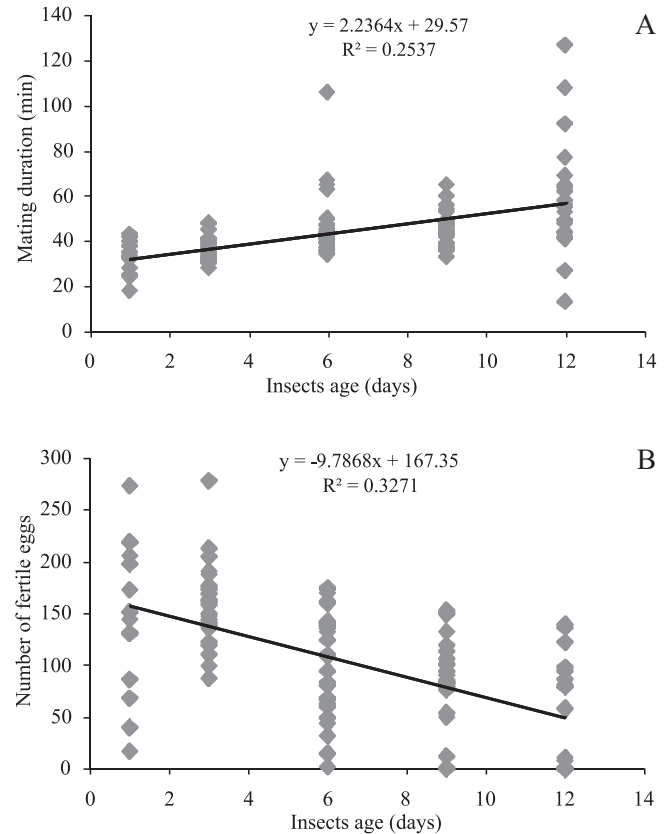 A
y = 2.2364x + 29.57
R² = 0.2537
Mating duration (min)
140
120
100
80
60
40
20
0
0 2 4 6 8 10 12 14
Insects age (days)
B
y = -9.7868x + 167.35
R² = 0.3271
Number of fertile eggs
300
250
200
150
100
50
0
0 2 4 6 8 10 12 14
Insects age (days)